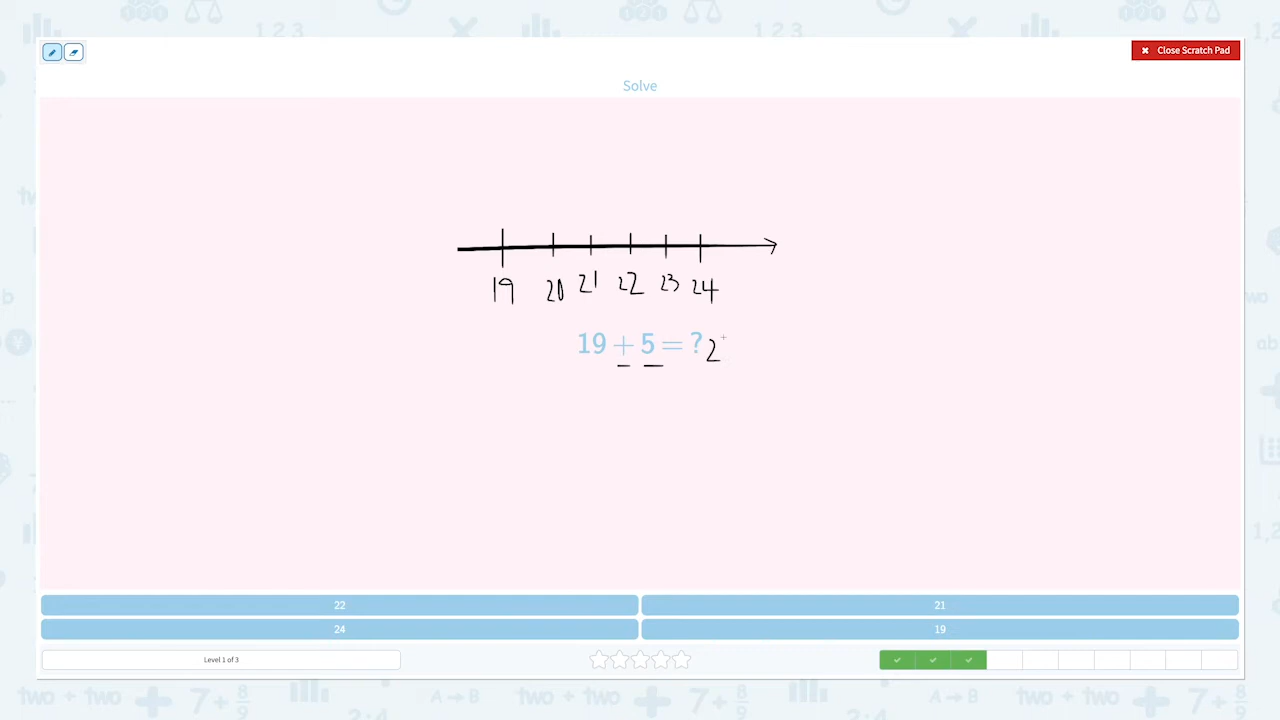 Close Scratch Pad
Solve
19 20 21 22 23 24
19 + 5 = ? 2
22 21
24 19
Level 1 of 3